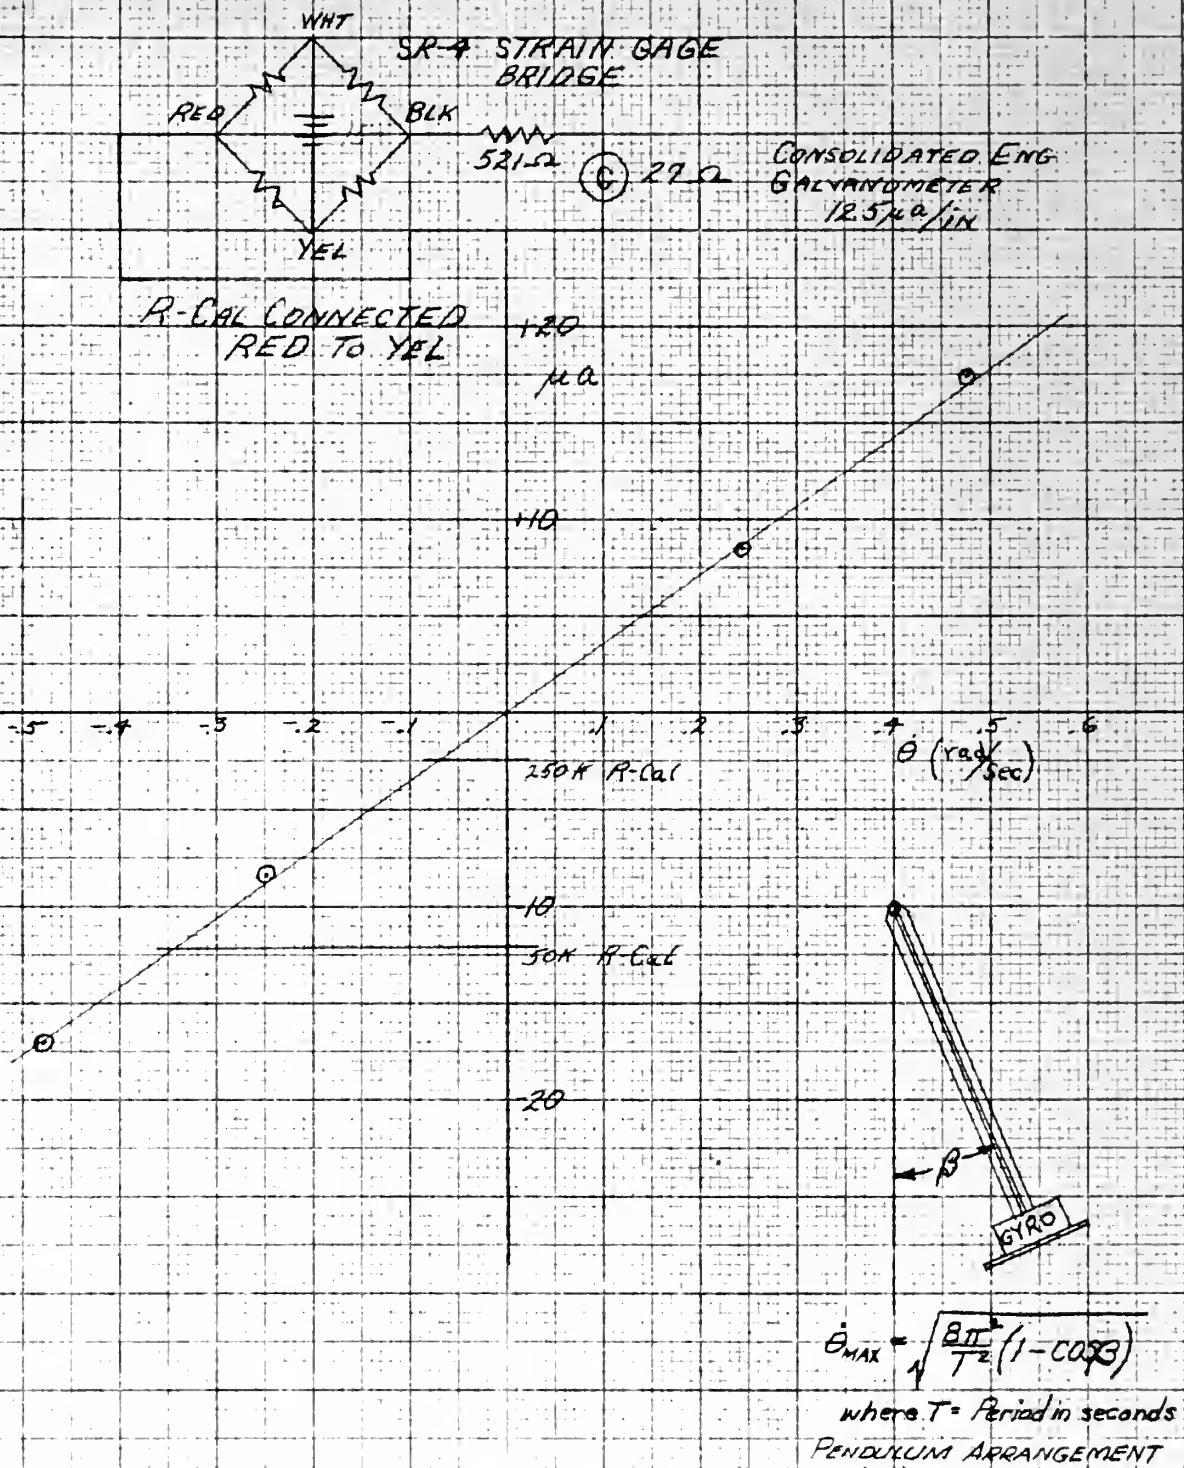 WHT
SR-4 STRAIN GAGE
BRIDGE
RED
BLK
521Ω
G 27Ω
CONSOLIDATED ENG
GALVANOMETER
12.5 μa/in
YEL
R-CAL CONNECTED
RED TO YEL
+20
μa
+10
-.5 -.4 -.3 -.2 -.1 .1 .2 .3 .4 .5 .6
θ̇ (rad/sec)
250K R-Cal
-10
50K R-Cal
-20
β
GYRO
θ̇MAX = √(8π²/T² (1-cosβ))
where T = Period in seconds
PENDULUM ARRANGEMENT